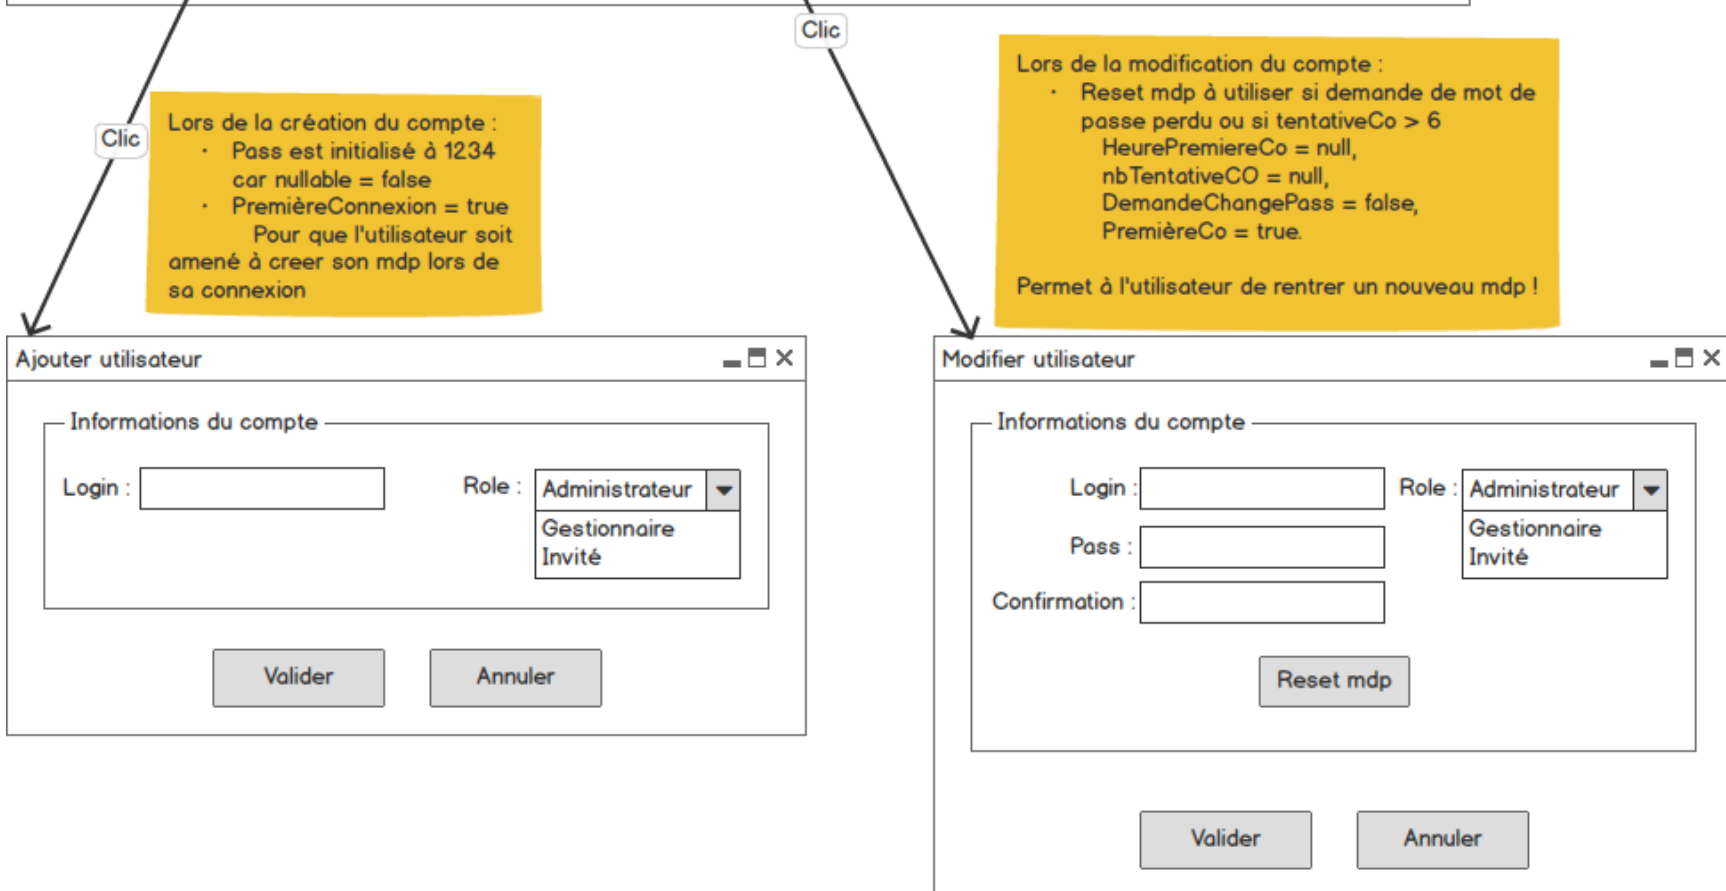 Clic
Lors de la modification du compte :
· Reset mdp à utiliser si demande de mot de
passe perdu ou si tentativeCo > 6
HeurePremiereCo = null,
nbTentativeCO = null,
DemandeChangePass = false,
PremièreCo = true.
Permet à l'utilisateur de rentrer un nouveau mdp !
Clic
Lors de la création du compte :
· Pass est initialisé à 1234
car nullable = false
· PremièreConnexion = true
Pour que l'utilisateur soit
amené à creer son mdp lors de
sa connexion
Ajouter utilisateur
Informations du compte
Login :
Role : Administrateur
Gestionnaire
Invité
Valider Annuler
Modifier utilisateur
Informations du compte
Login :
Role : Administrateur
Gestionnaire
Invité
Pass :
Confirmation :
Reset mdp
Valider Annuler